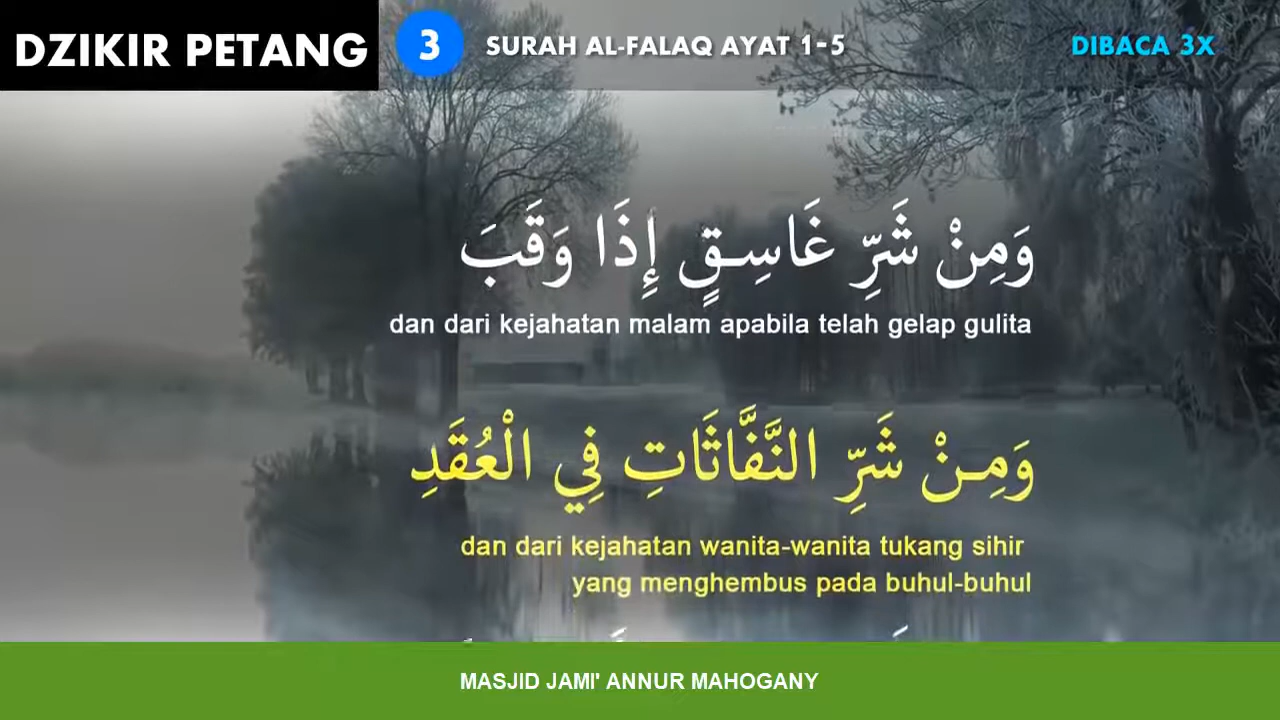 DZIKIR PETANG
3
SURAH AL-FALAQ AYAT 1-5
DIBACA 3X
وَمِنْ شَرِّ غَاسِقٍ إِذَا وَقَبَ
dan dari kejahatan malam apabila telah gelap gulita
وَمِنْ شَرِّ النَّفَّاثَاتِ فِي الْعُقَدِ
dan dari kejahatan wanita-wanita tukang sihir
yang menghembus pada buhul-buhul
MASJID JAMI' ANNUR MAHOGANY